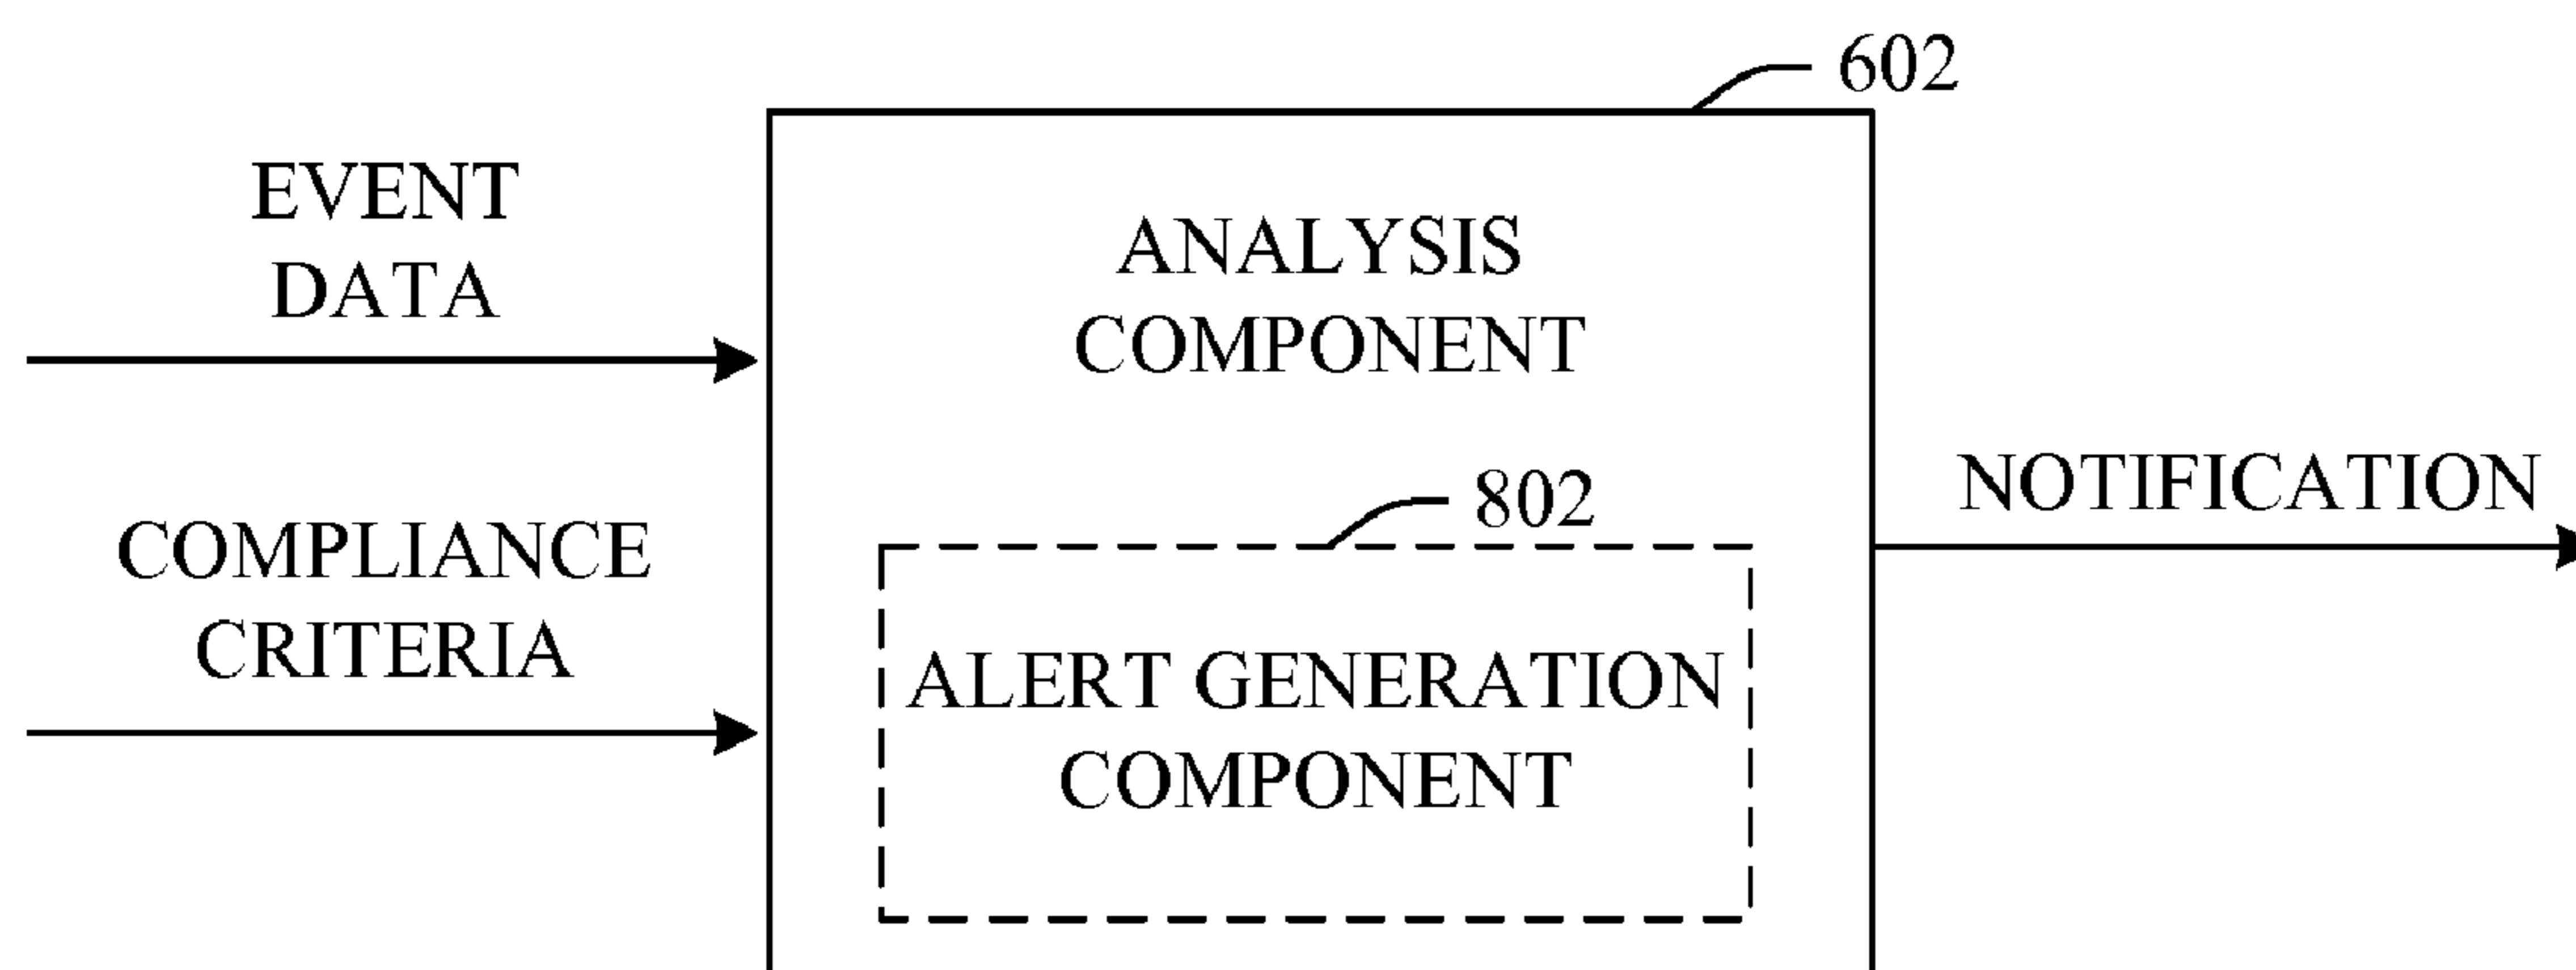 602
EVENT
DATA
ANALYSIS
COMPONENT
COMPLIANCE
CRITERIA
802
NOTIFICATION
ALERT GENERATION
COMPONENT